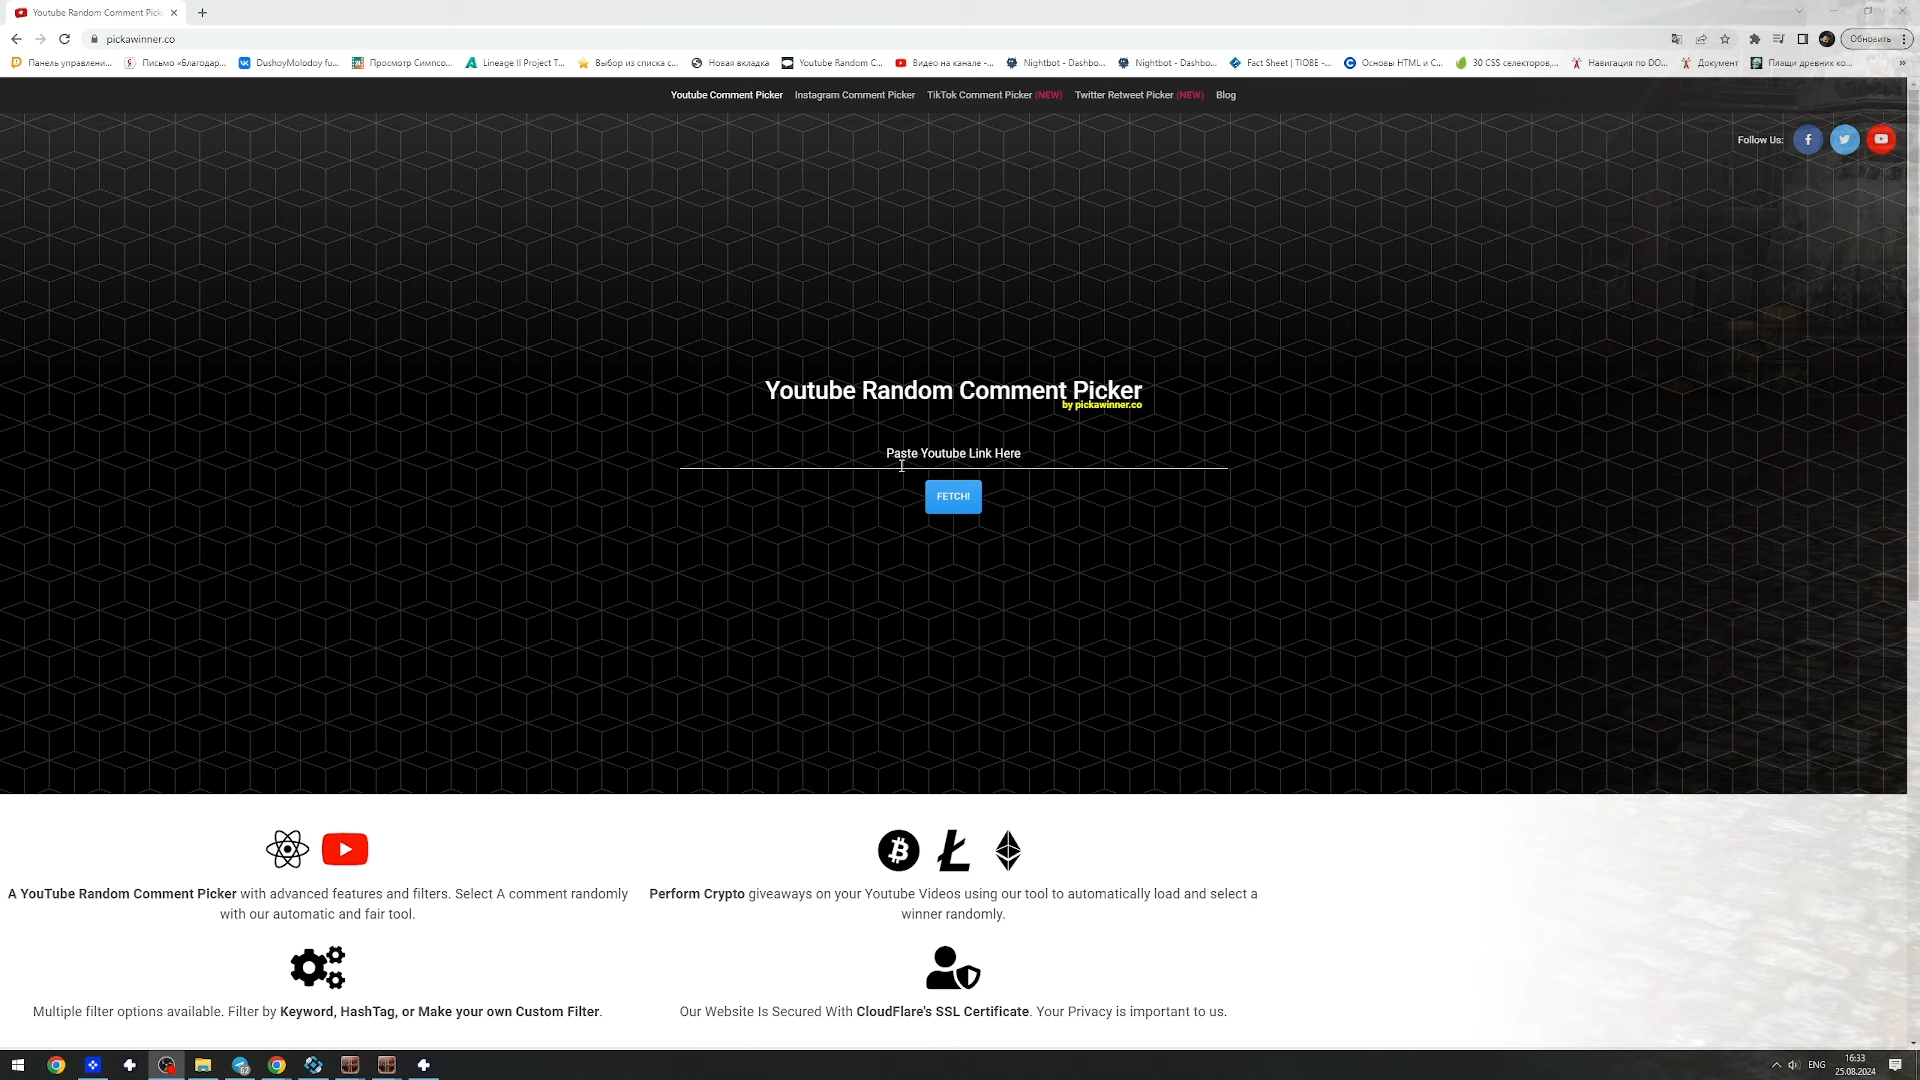 Youtube Random Comment Pick
pickawinner.co
Обновить
Панель управлени...
Письмо «Благодар...
DushoyMolodoy fu...
Просмотр Симпсо...
Lineage II Project T...
Выбор из списка с...
Новая вкладка
Youtube Random C...
Видео на канале -...
Nightbot - Dashbo...
Nightbot - Dashbo...
Fact Sheet | TIOBE -...
Основы HTML и C...
30 CSS селекторов,...
Навигация по DO...
Документ
Плащи древних ко...
Youtube Comment Picker
Instagram Comment Picker
TikTok Comment Picker (NEW)
Twitter Retweet Picker (NEW)
Blog
Follow Us:
Youtube Random Comment Picker
by pickawinner.co
Paste Youtube Link Here
FETCH!
A YouTube Random Comment Picker with advanced features and filters. Select A comment randomly
with our automatic and fair tool.
Perform Crypto giveaways on your Youtube Videos using our tool to automatically load and select a
winner randomly.
Multiple filter options available. Filter by Keyword, HashTag, or Make your own Custom Filter.
Our Website Is Secured With CloudFlare's SSL Certificate. Your Privacy is important to us.
62
ENG
16:33
25.08.2024